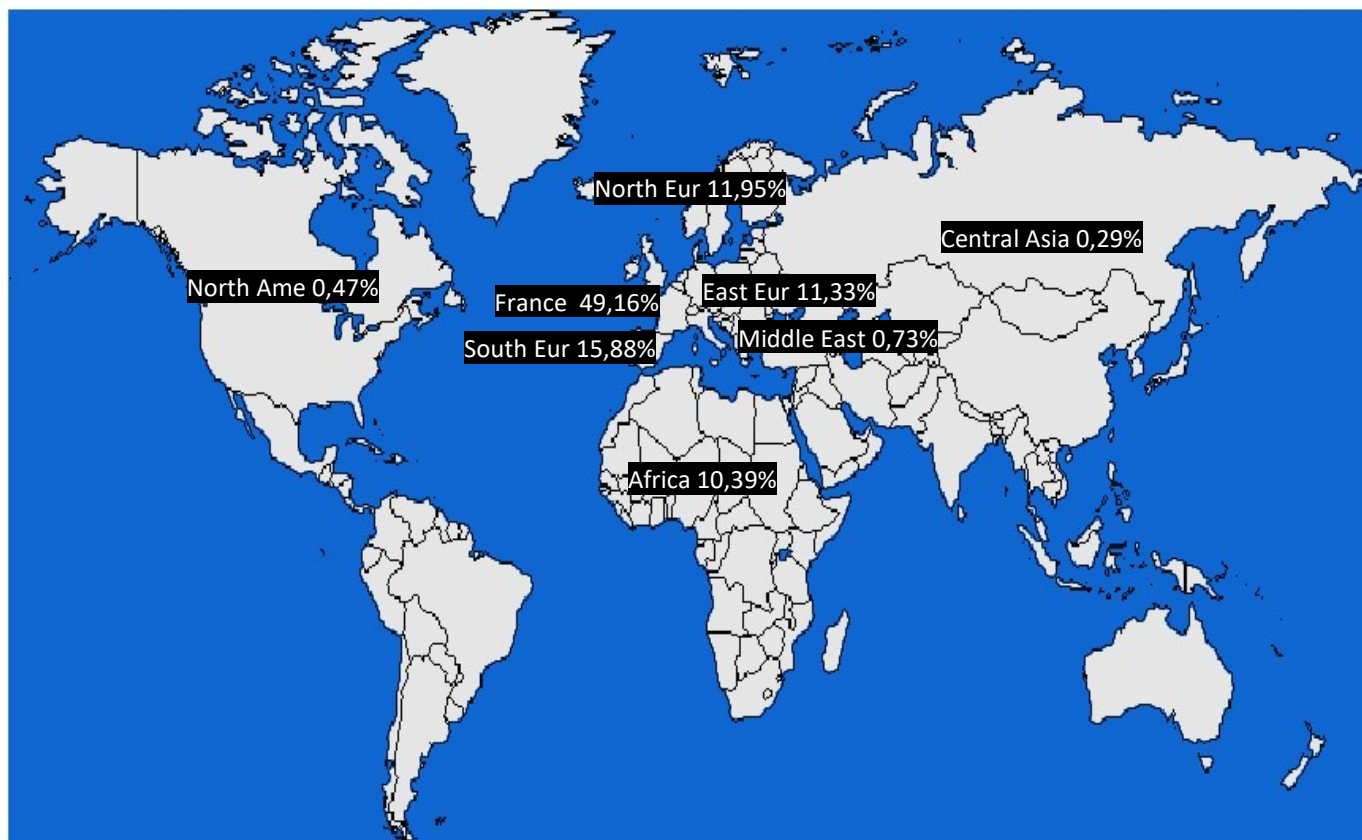 North Eur 11,95%
Central Asia 0,29%
North Ame 0,47%
East Eur 11,33%
France 49,16%
Middle East 0,73%
South Eur 15,88%
Africa 10,39%